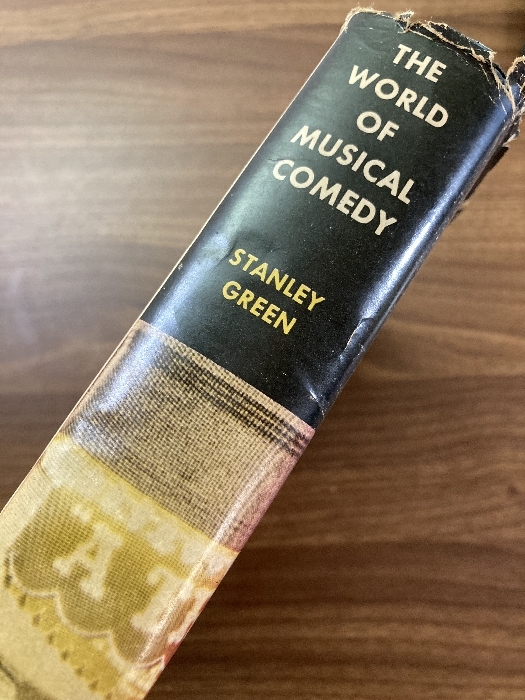 THE
WORLD
OF
MUSICAL
COMEDY
STANLEY
GREEN